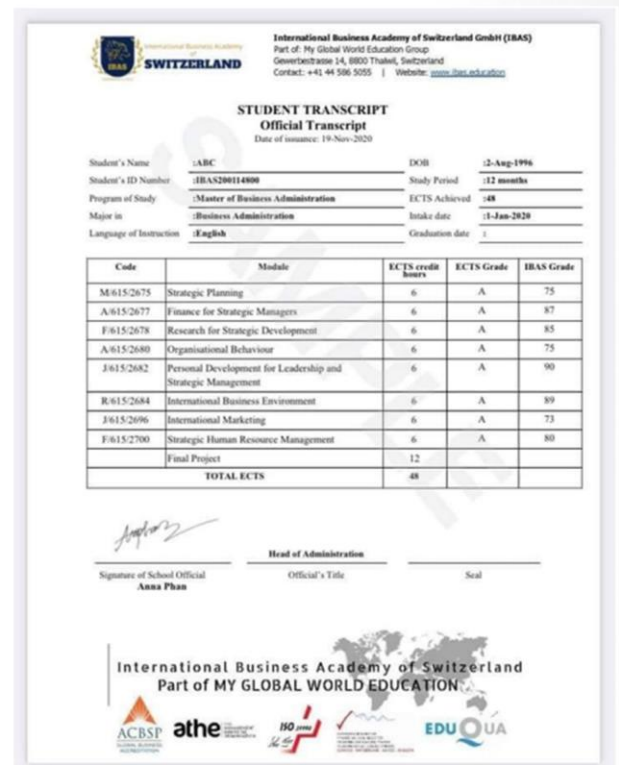 International Business Academy of Switzerland GmbH (IBAS)
Part of: My Global World Education Group
Gewerbestrasse 14, 8800 Thalwil, Switzerland
Contact: +41 44 586 5055 | Website: www.ibas.education
IBAS
International Business Academy
SWITZERLAND
STUDENT TRANSCRIPT
Official Transcript
Date of issuance: 19-Nov-2020
Student's Name :ABC DOB :2-Aug-1996
Student's ID Number :IBAS200114800 Study Period :12 months
Program of Study :Master of Business Administration ECTS Achieved :48
Major in :Business Administration Intake date :1-Jan-2020
Language of Instruction :English Graduation date :
Code Module ECTS credit hours ECTS Grade IBAS Grade
M/615/2675 Strategic Planning 6 A 75
A/615/2677 Finance for Strategic Managers 6 A 87
F/615/2678 Research for Strategic Development 6 A 85
A/615/2680 Organisational Behaviour 6 A 75
J/615/2682 Personal Development for Leadership and 6 A 90
Strategic Management
R/615/2684 International Business Environment 6 A 89
J/615/2696 International Marketing 6 A 73
F/615/2700 Strategic Human Resource Management 6 A 80
Final Project 12
TOTAL ECTS 48
SAMPLE
Head of Administration
Signature of School Official Official's Title Seal
Anna Phan
International Business Academy of Switzerland
Part of MY GLOBAL WORLD EDUCATION
ACBSP
GLOBAL BUSINESS
ACCREDITATION
athe
ISO
EDUQUA